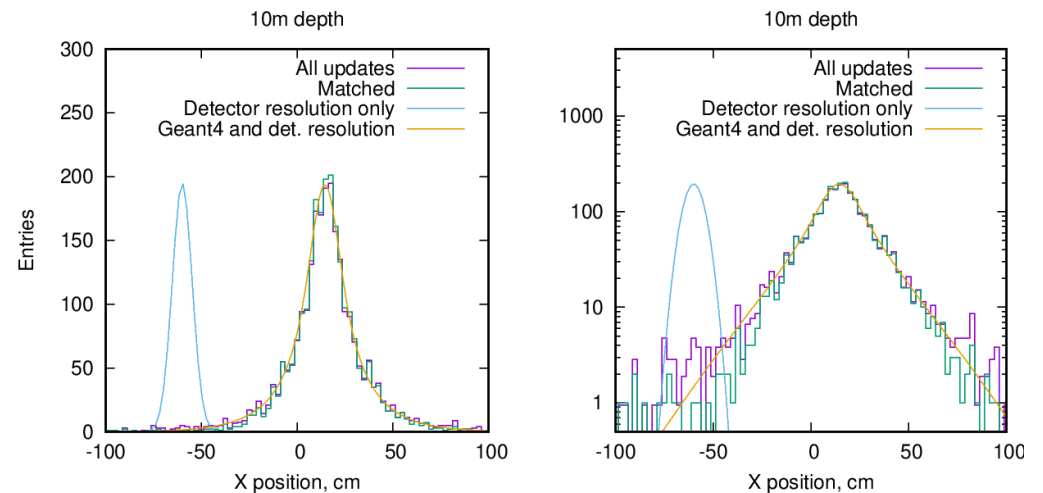 10m depth
300
250
200
150
100
50
0
Entries
-100
-50
0
50
100
X position, cm
All updates
Matched
Detector resolution only
Geant4 and det. resolution
10m depth
1000
100
10
1
-100
-50
0
50
100
X position, cm
All updates
Matched
Detector resolution only
Geant4 and det. resolution